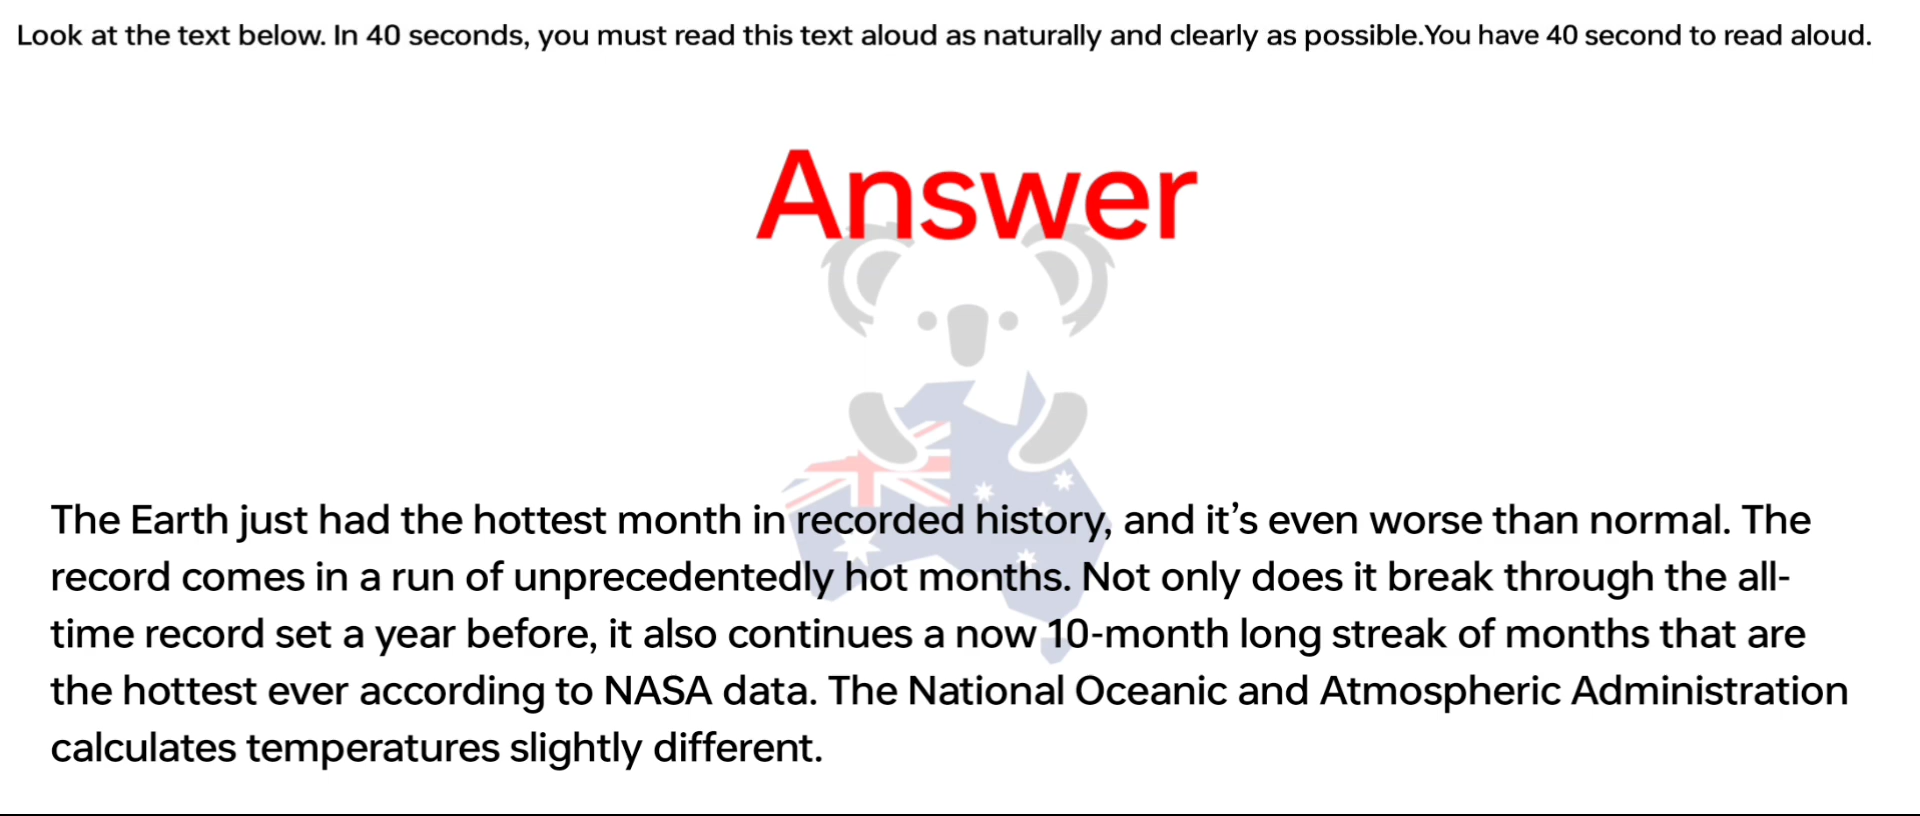 Look at the text below. In 40 seconds, you must read this text aloud as naturally and clearly as possible.You have 40 second to read aloud.
Answer
The Earth just had the hottest month in recorded history, and it’s even worse than normal. The
record comes in a run of unprecedentedly hot months. Not only does it break through the all-
time record set a year before, it also continues a now 10-month long streak of months that are
the hottest ever according to NASA data. The National Oceanic and Atmospheric Administration
calculates temperatures slightly different.